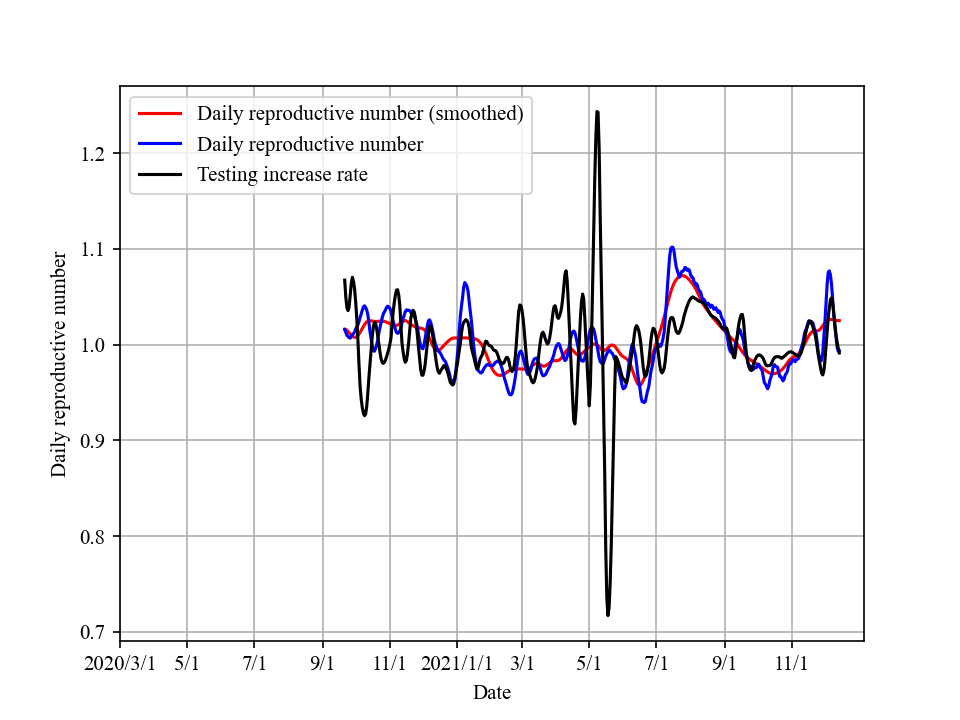 Daily reproductive number (smoothed)
Daily reproductive number
Testing increase rate
Daily reproductive number
1.2
1.1
1.0
0.9
0.8
0.7
2020/3/1 5/1 7/1 9/1 11/1 2021/1/1 3/1 5/1 7/1 9/1 11/1
Date